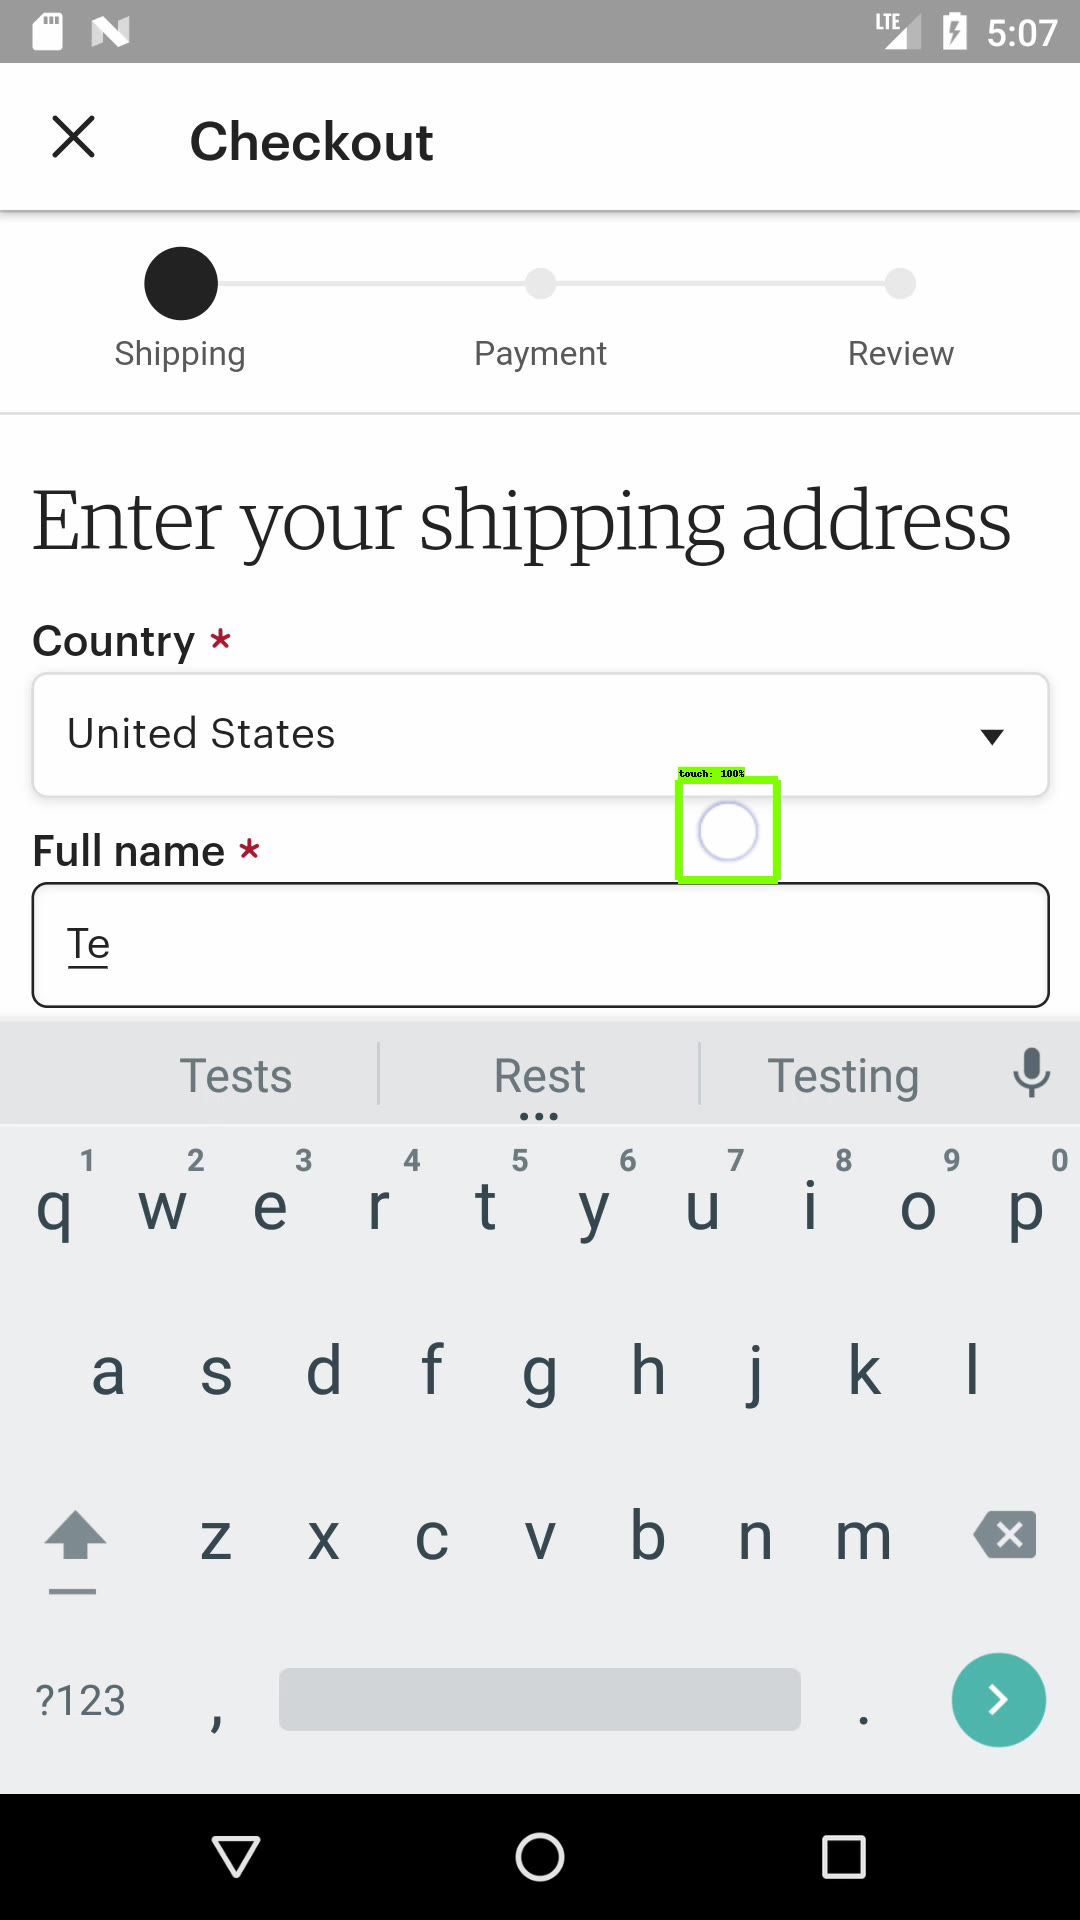 LTE 5:07
Checkout
Shipping Payment Review
Enter your shipping address
Country *
United States
touch: 100%
Full name *
Te
Tests Rest Testing
1 2 3 4 5 6 7 8 9 0
q w e r t y u i o p
a s d f g h j k l
z x c v b n m
?123 , .